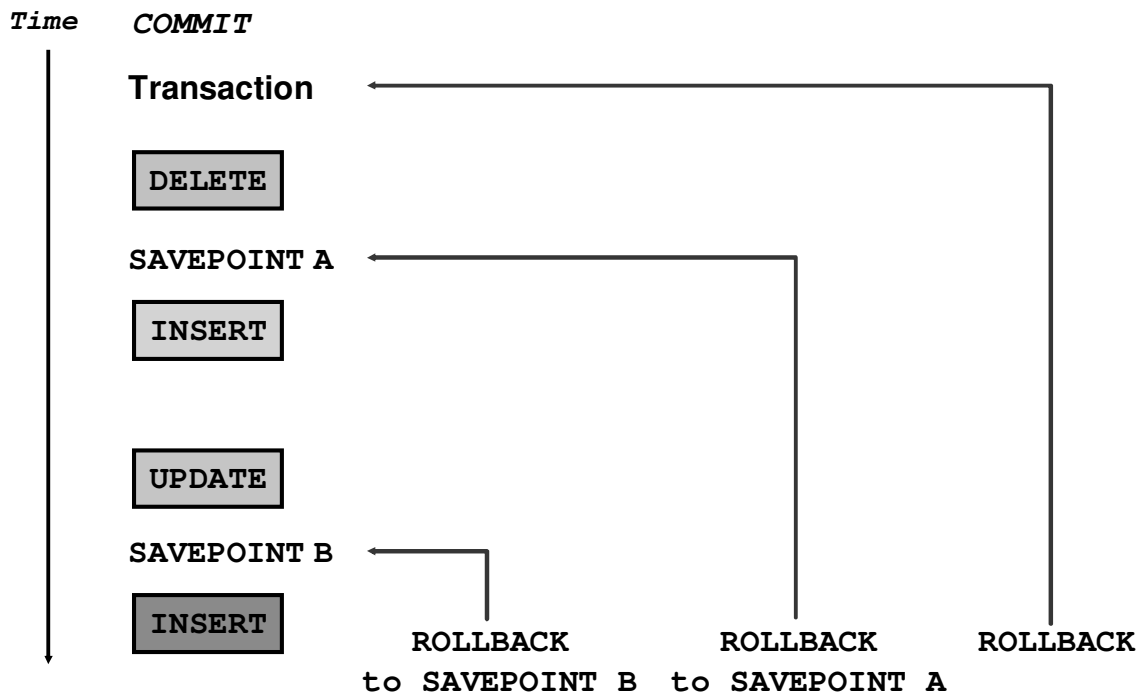 Time COMMIT
Transaction
DELETE
SAVEPOINT A
INSERT
UPDATE
SAVEPOINT B
INSERT
ROLLBACK ROLLBACK ROLLBACK
to SAVEPOINT B to SAVEPOINT A